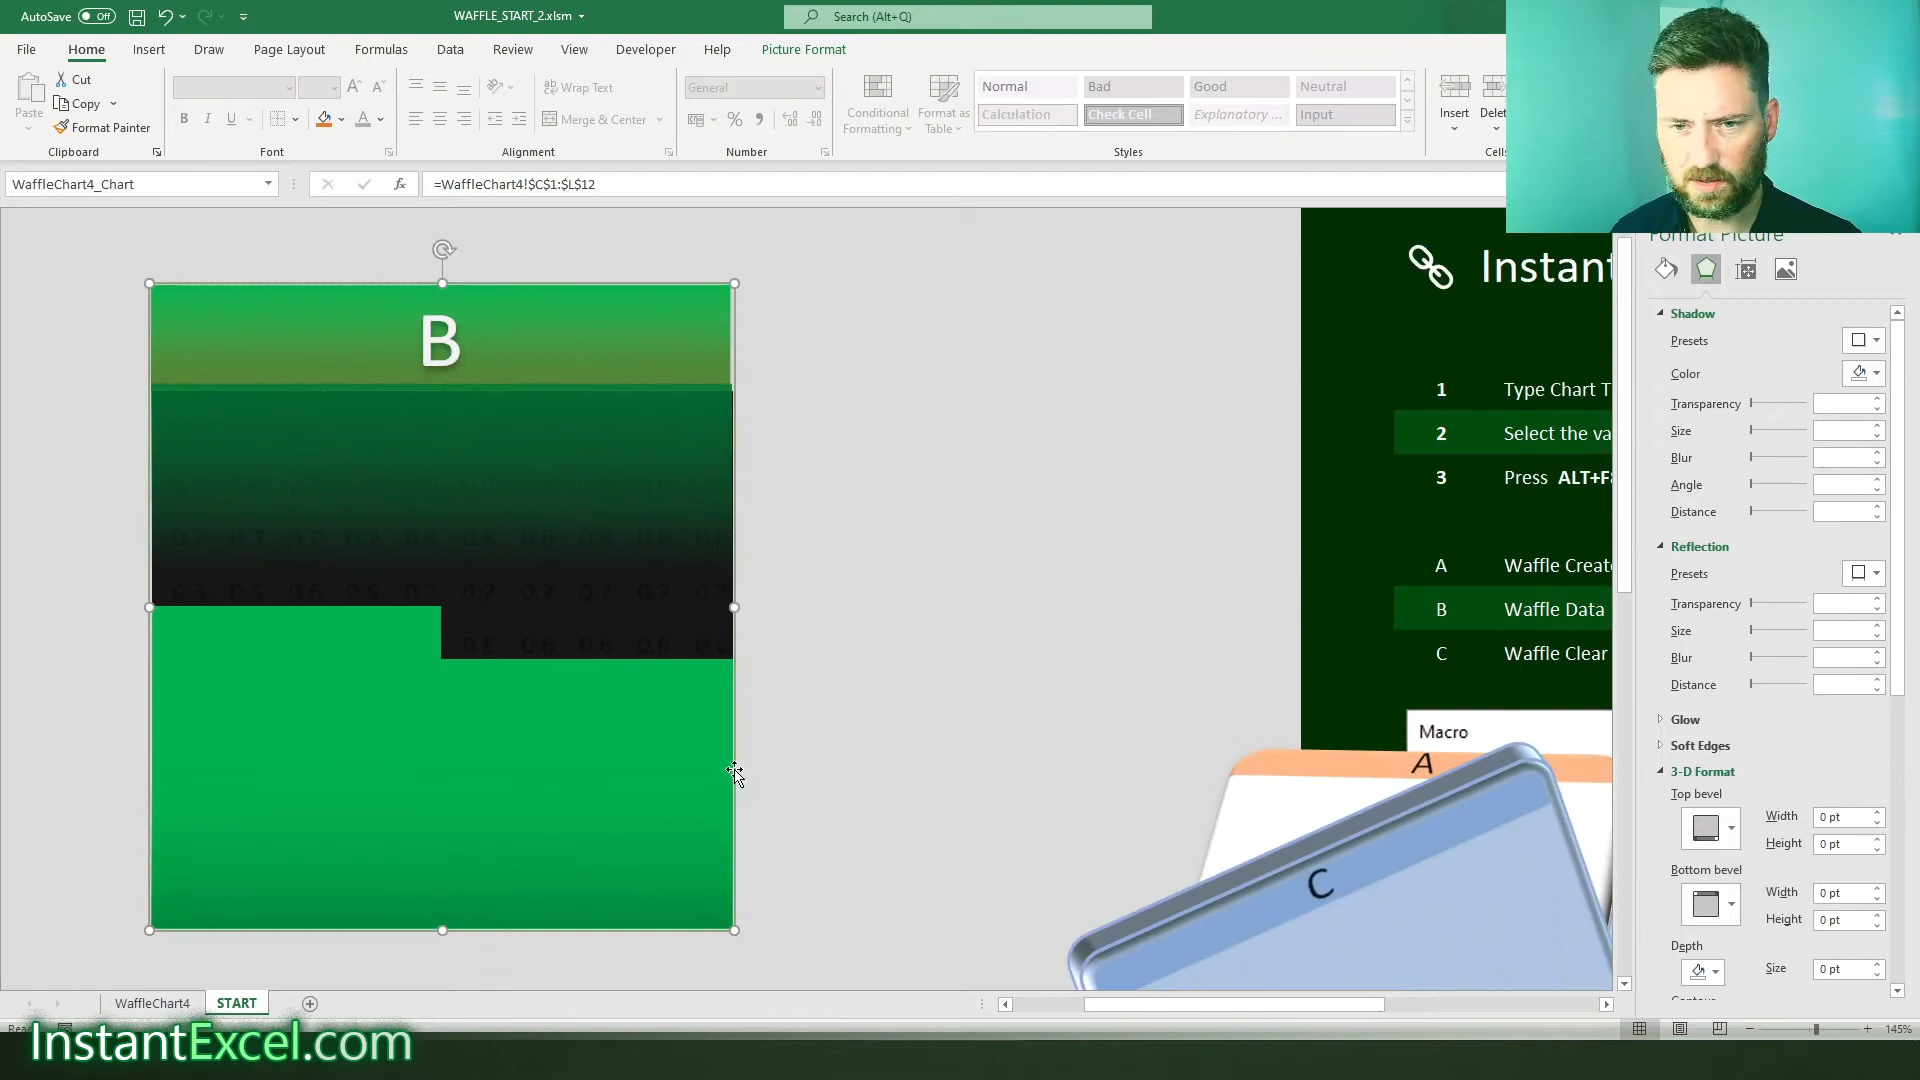 AutoSave Off
WAFFLE_START_2.xlsm
Search (Alt+Q)
File Home Insert Draw Page Layout Formulas Data Review View Developer Help Picture Format
Paste
Cut
Copy
Format Painter
Clipboard
Font
Wrap Text
Merge & Center
Alignment
General
Number
Conditional Formatting
Format as Table
Normal Bad Good Neutral
Calculation Check Cell Explanatory ... Input
Styles
Insert
WaffleChart4_Chart
=WaffleChart4!$C$1:$L$12
B
Instant
1 Type Chart T
2 Select the va
3 Press ALT+F
B Waffle Data
C Waffle Clear
Macro
A
C
Format Picture
Shadow
Presets
Color
Transparency
Size
Blur
Angle
Distance
Reflection
Presets
Transparency
Size
Blur
Distance
Glow
Soft Edges
3-D Format
Top bevel
Width 0 pt
Height 0 pt
Bottom bevel
Width 0 pt
Height 0 pt
Depth
Size 0 pt
WaffleChart4 START
145%
InstantExcel.com